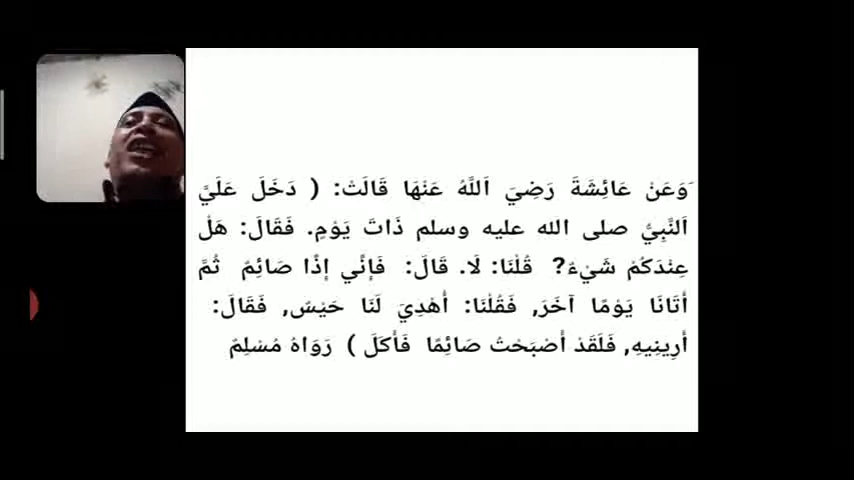 َوَعَنْ عَائِشَةَ رَضِيَ اَللَّهُ عَنْهَا قَالَتْ: ( دَخَلَ عَلَيَّ
اَلنَّبِيُّ صلى الله عليه وسلم ذَاتَ يَوْمٍ. فَقَالَ: هَلْ
عِنْدَكُمْ شَيْءٌ? قُلْنَا: لَا. قَالَ: فَإِنِّي إِذًا صَائِمٌ ثُمَّ
أَتَانَا يَوْمًا آخَرَ, فَقُلْنَا: أُهْدِيَ لَنَا حَيْسٌ, فَقَالَ:
أَرِينِيهِ, فَلَقَدْ أَصْبَحْتُ صَائِمًا فَأَكَلَ ) رَوَاهُ مُسْلِمٌ